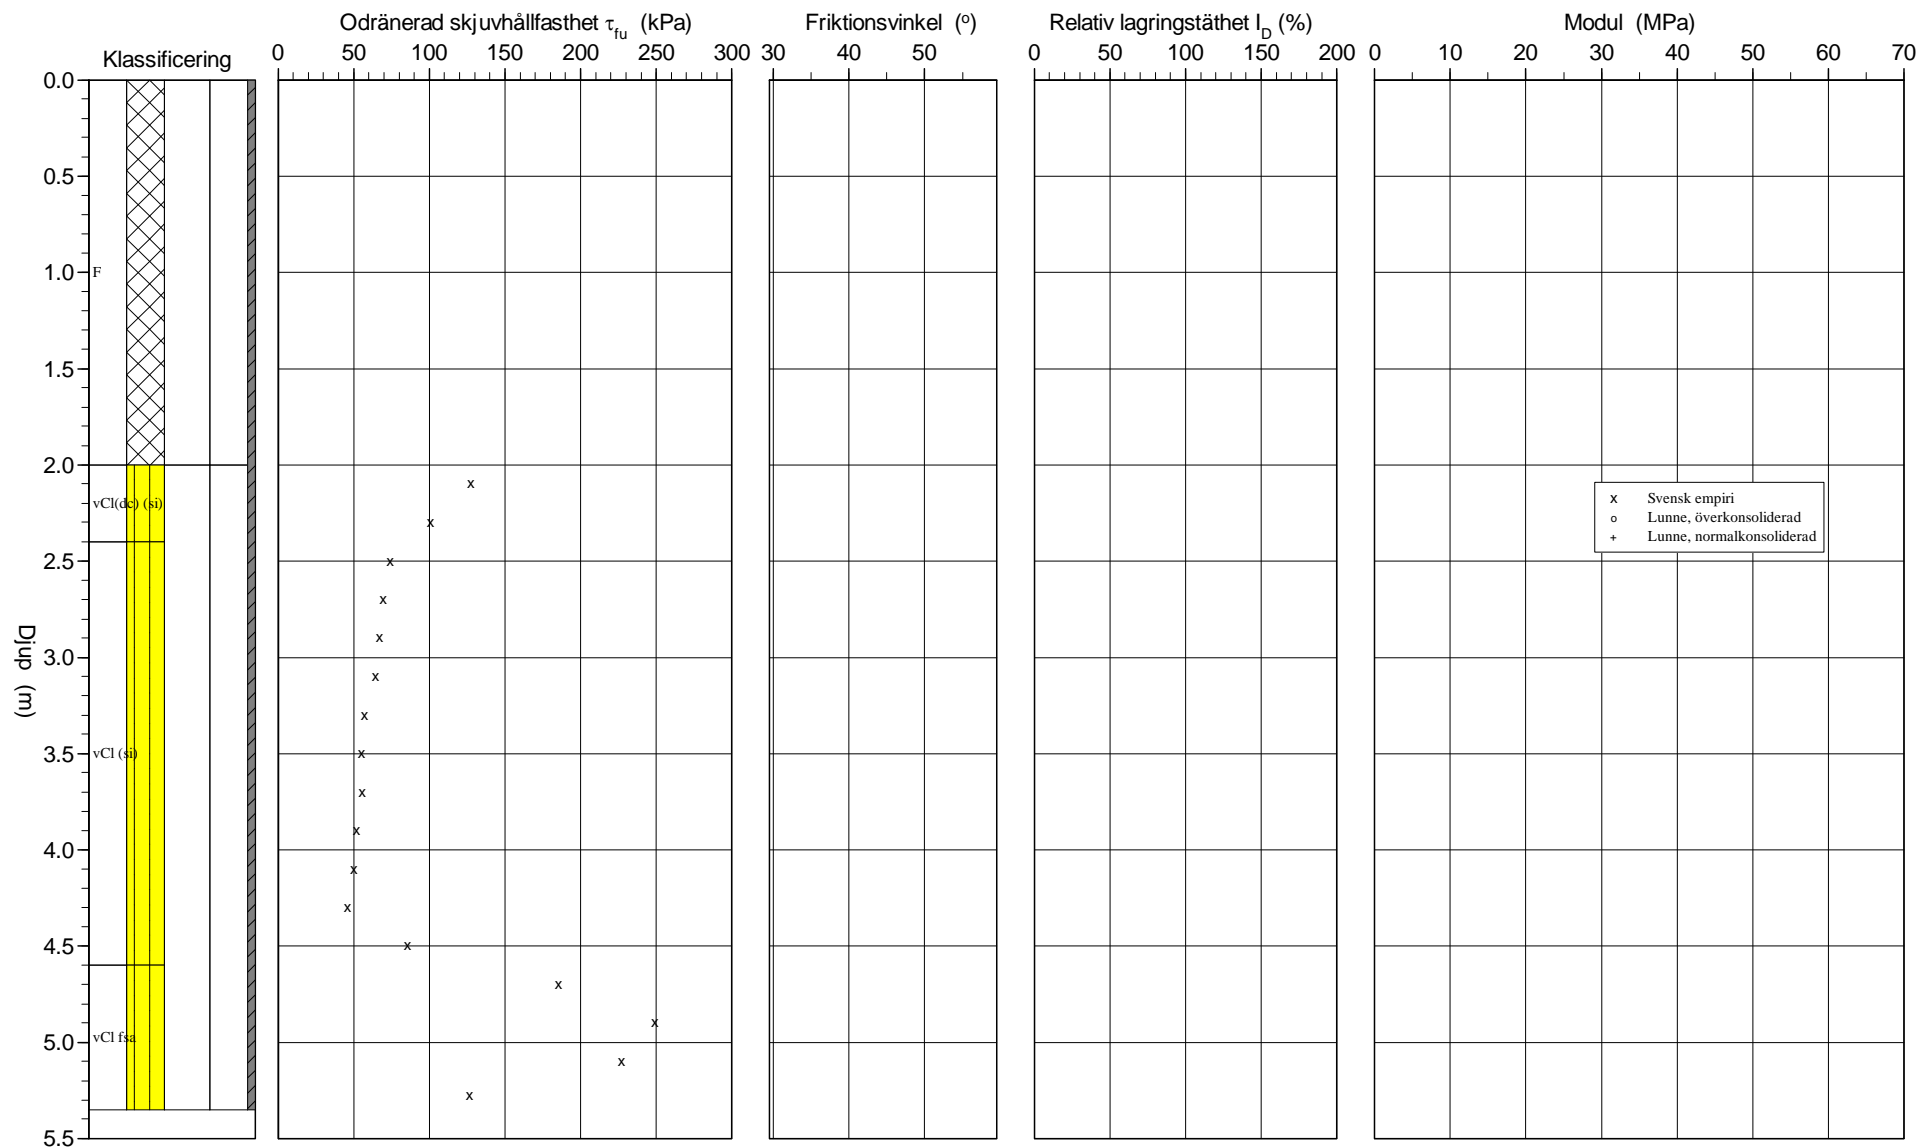 Odränerad skjuvhållfasthet τfu (kPa)
Friktionsvinkel (o)
Relativ lagringstäthet ID (%)
Modul (MPa)
Klassificering
0 50 100 150 200 250 300
30 40 50
0 50 100 150 200
0 10 20 30 40 50 60 70
0.0
0.5
1.0
F
1.5
2.0
vCl(dc) (si)
x Svensk empiri
o Lunne, överkonsoliderad
+ Lunne, normalkonsoliderad
2.5
3.0
Djup (m)
3.5
vCl (si)
4.0
4.5
5.0
vCl fsa
5.5